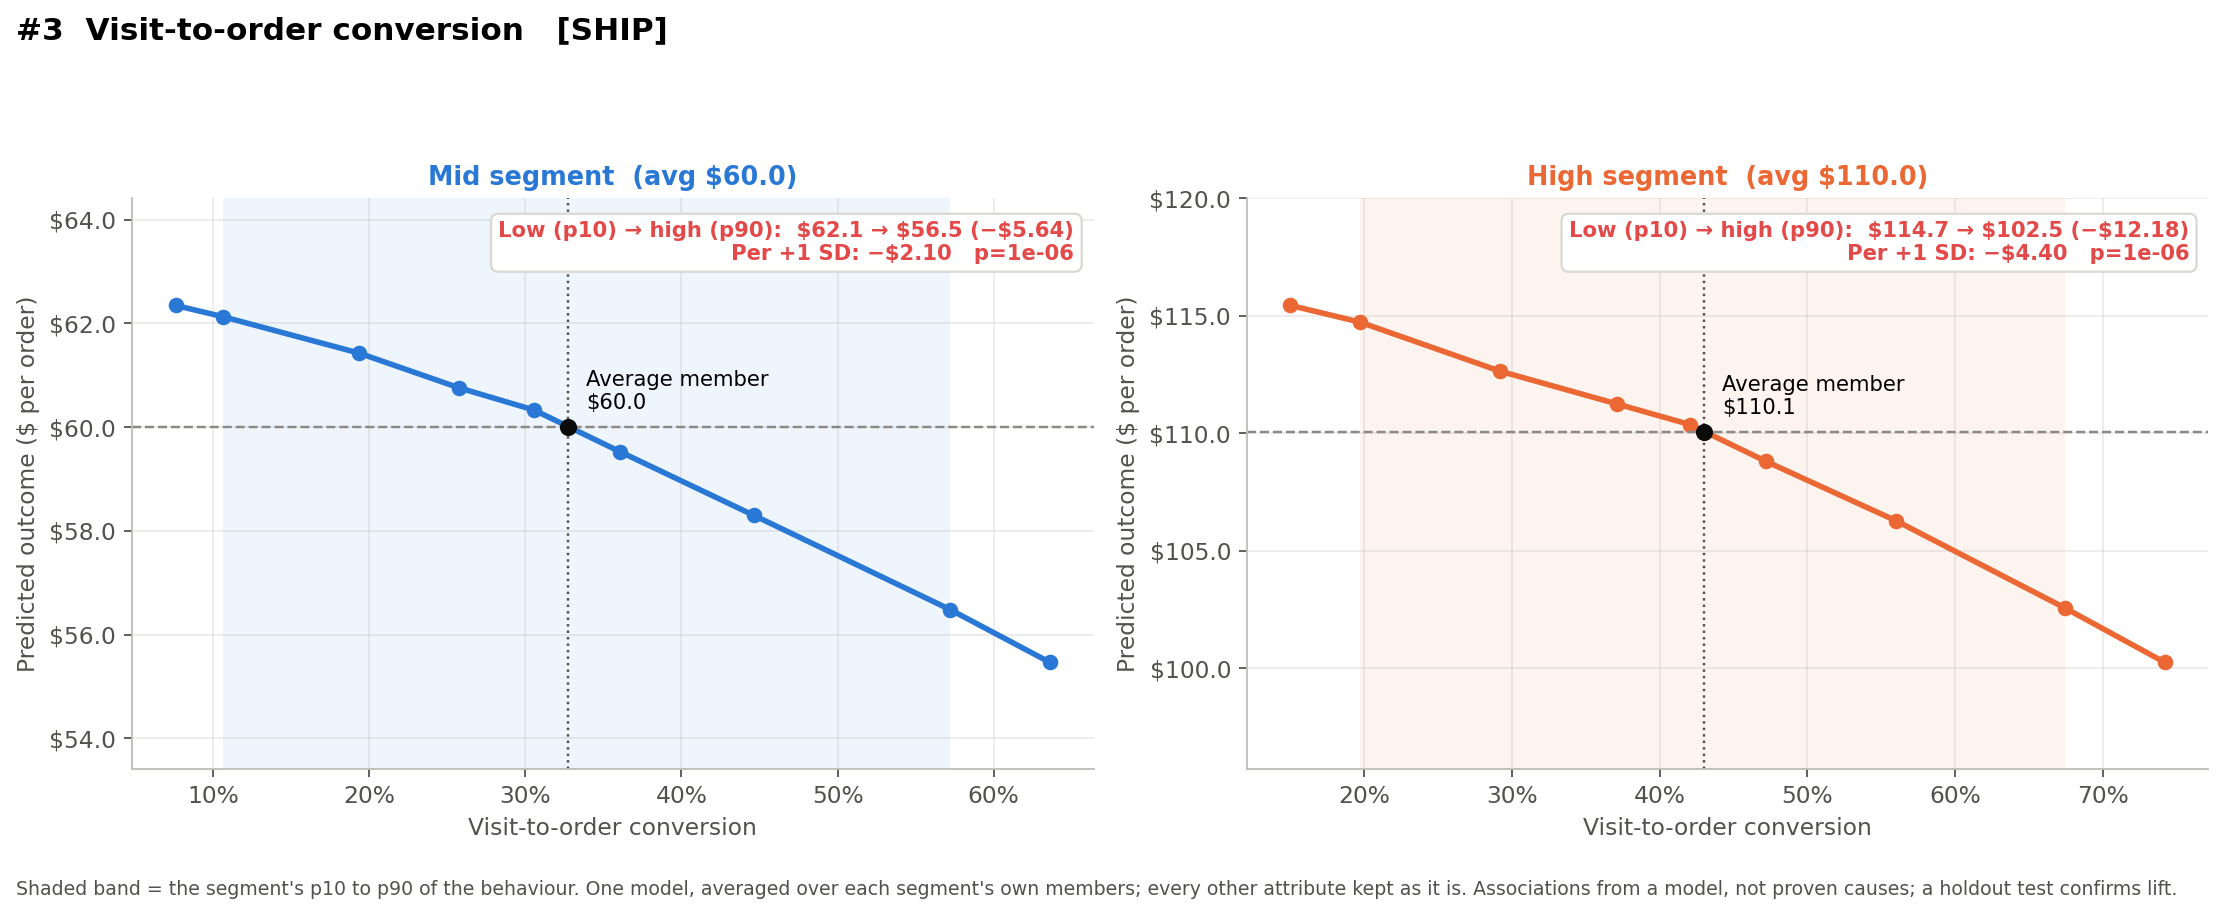 #3  Visit-to-order conversion   [SHIP]
Mid segment  (avg $60.0)
Low (p10) → high (p90):  $62.1 → $56.5 (−$5.64)
Per +1 SD: −$2.10   p=1e-06
Average member
$60.0
Predicted outcome ($ per order)
$64.0
$62.0
$60.0
$58.0
$56.0
$54.0
10%
20%
30%
40%
50%
60%
Visit-to-order conversion
High segment  (avg $110.0)
Low (p10) → high (p90):  $114.7 → $102.5 (−$12.18)
Per +1 SD: −$4.40   p=1e-06
Average member
$110.1
Predicted outcome ($ per order)
$120.0
$115.0
$110.0
$105.0
$100.0
20%
30%
40%
50%
60%
70%
Visit-to-order conversion
Shaded band = the segment's p10 to p90 of the behaviour. One model, averaged over each segment's own members; every other attribute kept as it is. Associations from a model, not proven causes; a holdout test confirms lift.